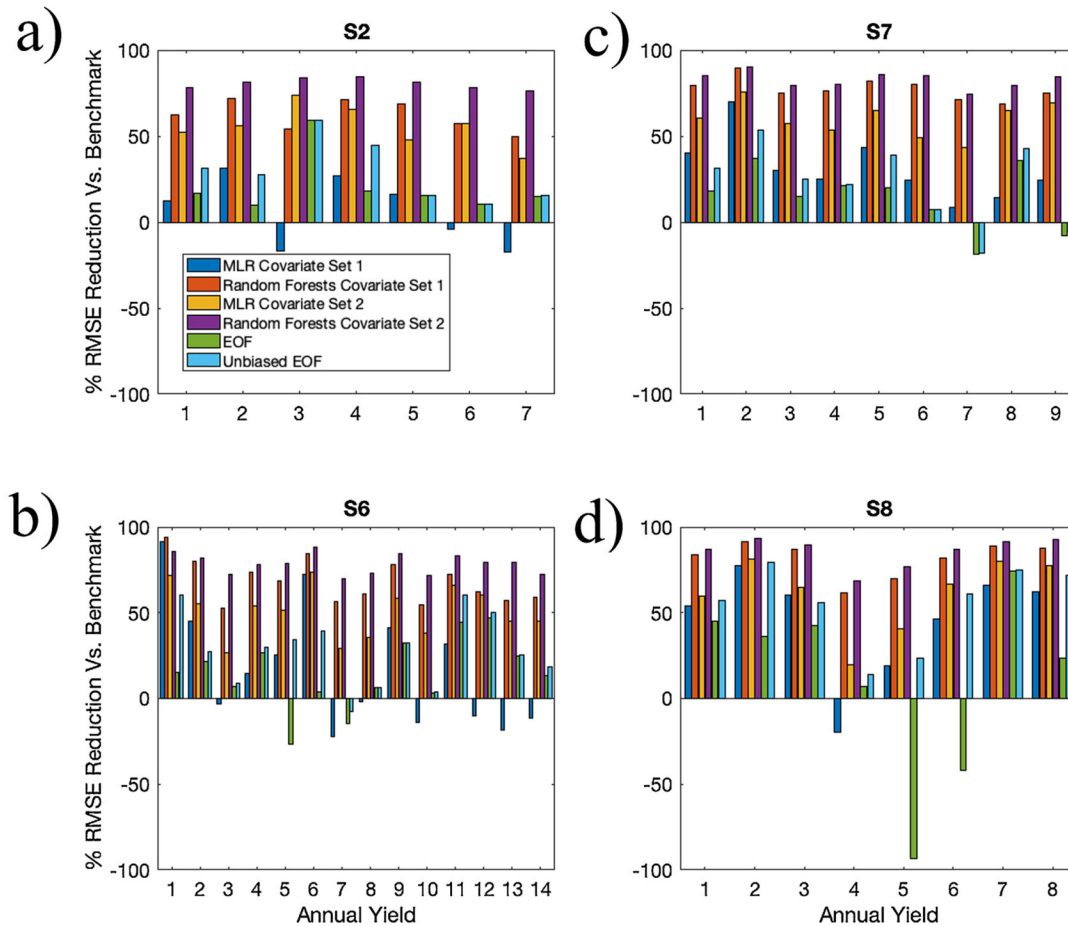 a)
S2
% RMSE Reduction Vs. Benchmark
100
50
0
-50
-100
MLR Covariate Set 1
Random Forests Covariate Set 1
MLR Covariate Set 2
Random Forests Covariate Set 2
EOF
Unbiased EOF
1 2 3 4 5 6 7
c)
S7
100
50
0
-50
-100
1 2 3 4 5 6 7 8 9
b)
S6
% RMSE Reduction Vs. Benchmark
100
50
0
-50
-100
1 2 3 4 5 6 7 8 9 10 11 12 13 14
Annual Yield
d)
S8
100
50
0
-50
-100
1 2 3 4 5 6 7 8
Annual Yield